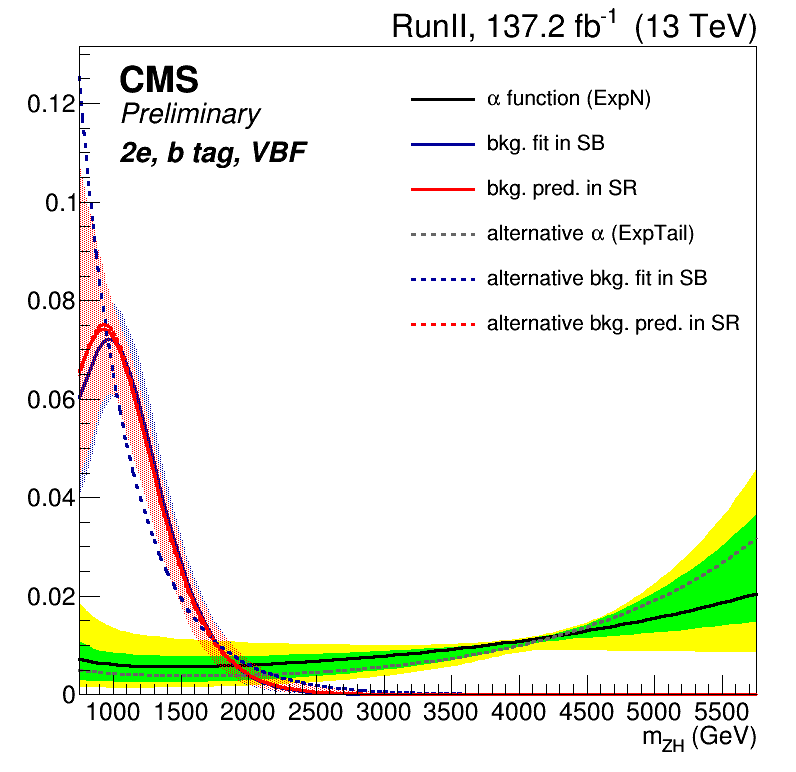 RunII, 137.2 fb-1 (13 TeV)
CMS
Preliminary
2e, b tag, VBF
α function (ExpN)
bkg. fit in SB
bkg. pred. in SR
alternative α (ExpTail)
alternative bkg. fit in SB
alternative bkg. pred. in SR
0.12
0.1
0.08
0.06
0.04
0.02
0
1000 1500 2000 2500 3000 3500 4000 4500 5000 5500
mZH (GeV)